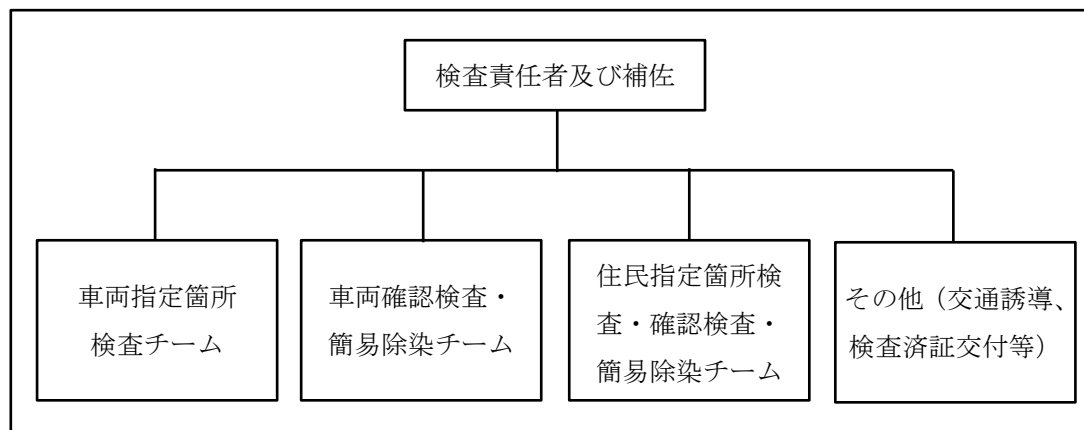 検査責任者及び補佐
車両指定箇所
検査チーム
車両確認検査・
簡易除染チーム
住民指定箇所検
査・確認検査・
簡易除染チーム
その他（交通誘導、
検査済証交付等）